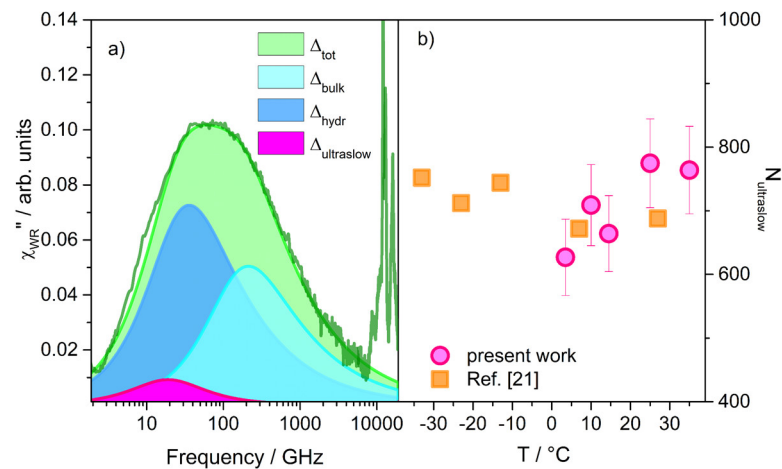 0.14
0.12
0.10
0.08
0.06
0.04
0.02
χWR" / arb. units
a)
Δtot
Δbulk
Δhydr
Δultraslow
10
100
1000
10000
Frequency / GHz
b)
present work
Ref. [21]
-30
-20
-10
0
10
20
30
T / °C
1000
800
600
400
Nultraslow